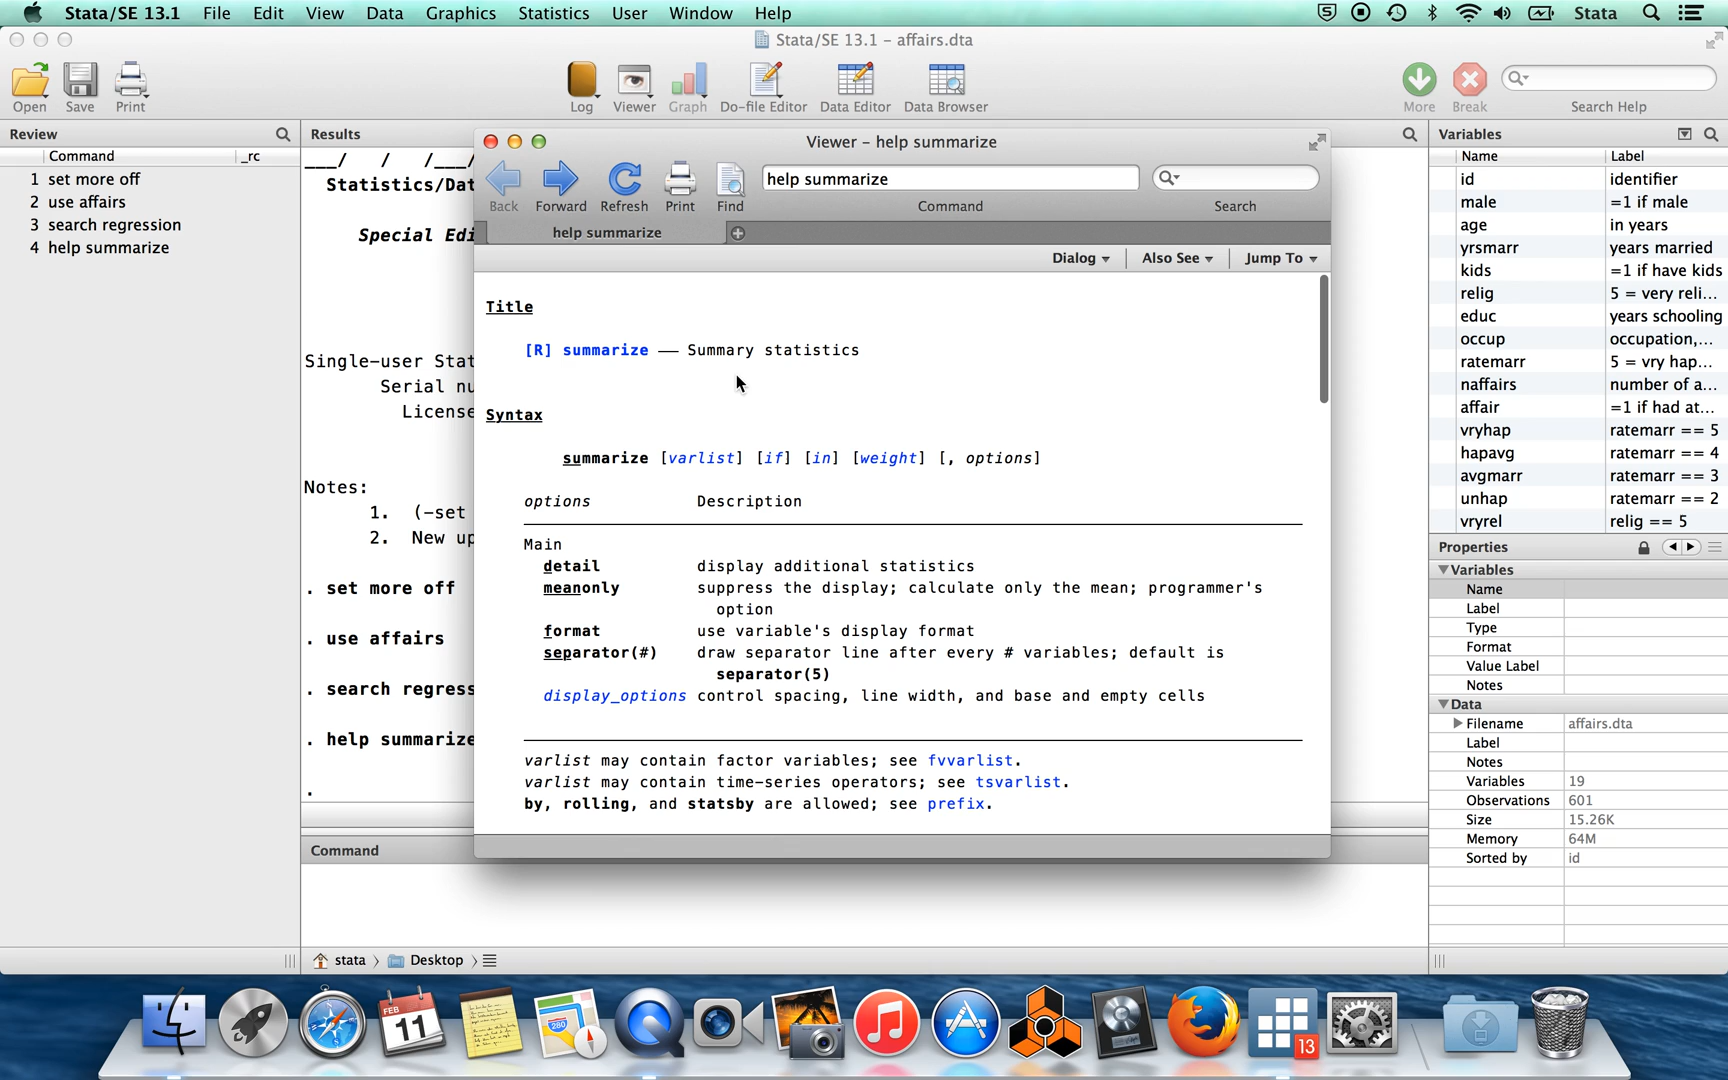 Stata/SE 13.1 File Edit View Data Graphics Statistics User Window Help Stata
Stata/SE 13.1 – affairs.dta
Open Save Print Log Viewer Graph Do-file Editor Data Editor Data Browser More Break Search Help
Review
Command _rc
1 set more off
2 use affairs
3 search regression
4 help summarize
Results
___/ / /___/
Statistics/Dat
Special Edi
Single-user Stat
Serial nu
License
Notes:
1. (-set
2. New up
. set more off
. use affairs
. search regress
. help summarize
.
Command
stata Desktop
Viewer – help summarize
Back Forward Refresh Print Find
help summarize
Command Search
help summarize
Dialog Also See Jump To
Title
[R] summarize — Summary statistics
Syntax
summarize [varlist] [if] [in] [weight] [, options]
options Description
Main
detail display additional statistics
meanonly suppress the display; calculate only the mean; programmer's
option
format use variable's display format
separator(#) draw separator line after every # variables; default is
separator(5)
display_options control spacing, line width, and base and empty cells
varlist may contain factor variables; see fvvarlist.
varlist may contain time-series operators; see tsvarlist.
by, rolling, and statsby are allowed; see prefix.
Variables
Name Label
id identifier
male =1 if male
age in years
yrsmarr years married
kids =1 if have kids
relig 5 = very reli...
educ years schooling
occup occupation,...
ratemarr 5 = vry hap...
naffairs number of a...
affair =1 if had at...
vryhap ratemarr == 5
hapavg ratemarr == 4
avgmarr ratemarr == 3
unhap ratemarr == 2
vryrel relig == 5
Properties
Variables
Name
Label
Type
Format
Value Label
Notes
Data
Filename affairs.dta
Label
Notes
Variables 19
Observations 601
Size 15.26K
Memory 64M
Sorted by id
FEB
11
280
13